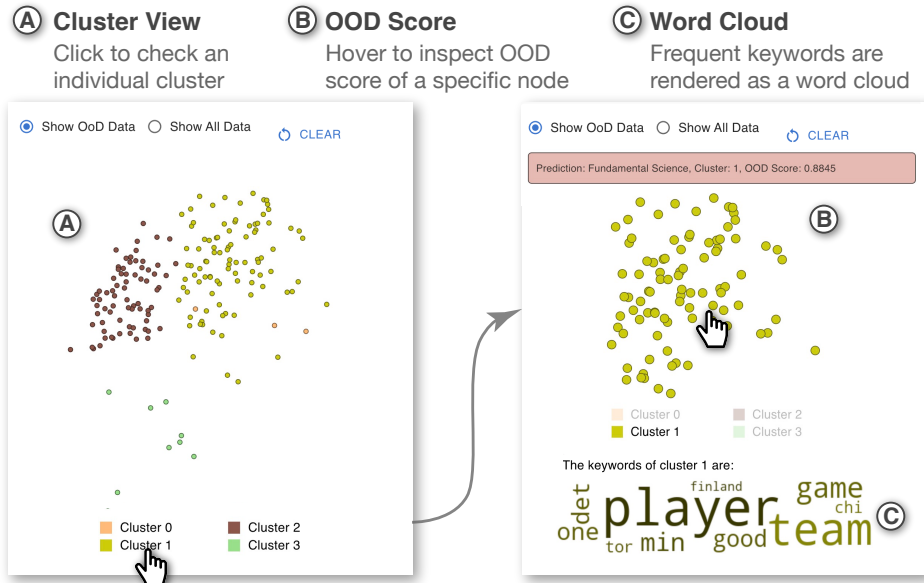 A Cluster View
Click to check an
individual cluster
B OOD Score
Hover to inspect OOD
score of a specific node
C Word Cloud
Frequent keywords are
rendered as a word cloud
Show OoD Data Show All Data CLEAR
A
Cluster 0 Cluster 2
Cluster 1 Cluster 3
Show OoD Data Show All Data CLEAR
Prediction: Fundamental Science, Cluster: 1, OOD Score: 0.8845
B
Cluster 0 Cluster 2
Cluster 1 Cluster 3
The keywords of cluster 1 are:
det
one
player
finland
game
chi
tor
min
good
team
C